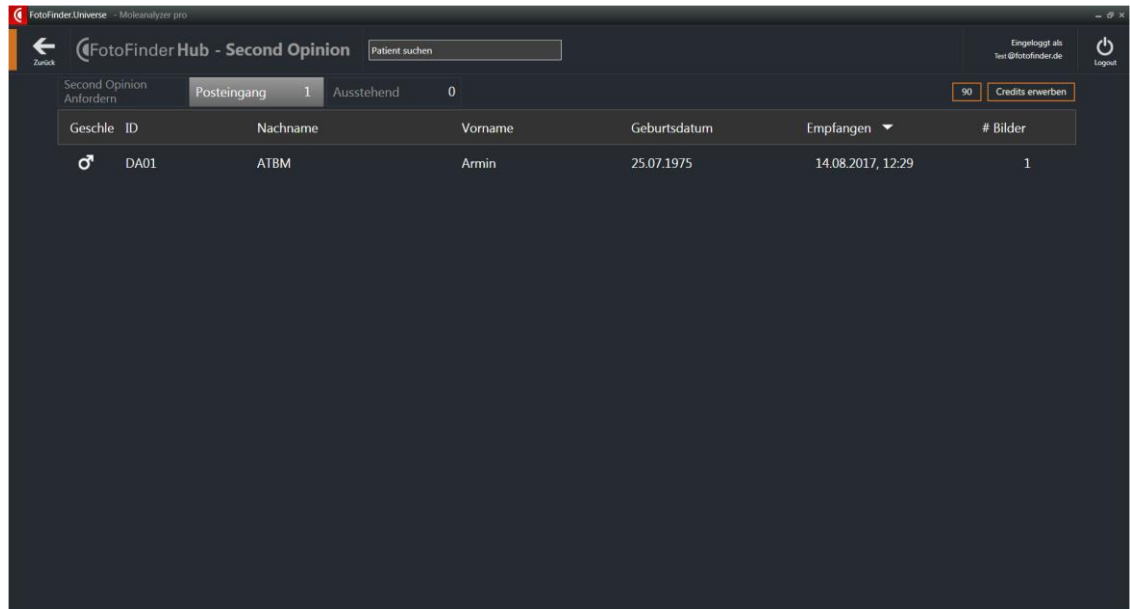 FotoFinder.Universe - Moleanalyzer pro
Zurück
FotoFinder Hub - Second Opinion
Patient suchen
Eingeloggt als
Test@fotofinder.de
Logout
Second Opinion
Anfordern
Posteingang 1
Ausstehend 0
90
Credits erwerben
Geschle ID Nachname Vorname Geburtsdatum Empfangen # Bilder
DA01 ATBM Armin 25.07.1975 14.08.2017, 12:29 1